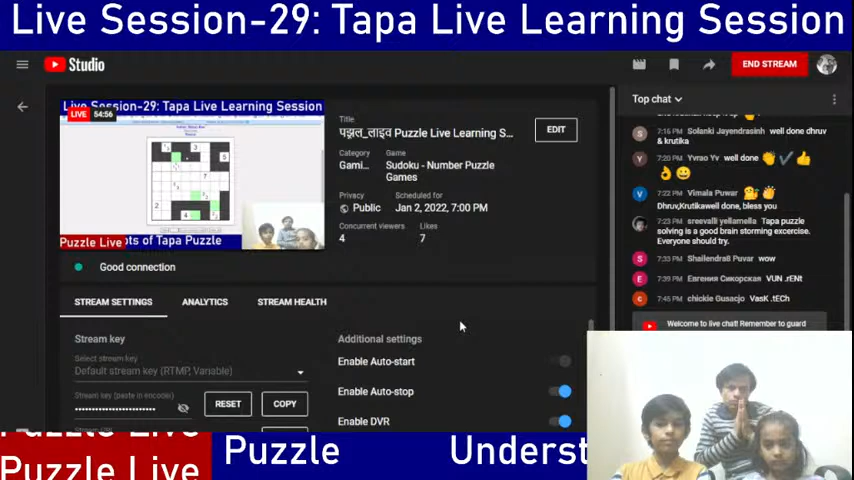 Live Session-29: Tapa Live Learning Session
Studio
END STREAM
Live Session-29: Tapa Live Learning Session
LIVE 54:56
Puzzle Live
ts of Tapa Puzzle
Good connection
Title
पझल_लाइव Puzzle Live Learning S...
EDIT
Category
Game
Gami...
Sudoku - Number Puzzle
Games
Privacy
Scheduled for
Public
Jan 2, 2022, 7:00 PM
Concurrent viewers
Likes
4
7
STREAM SETTINGS
ANALYTICS
STREAM HEALTH
Stream key
Select stream key
Default stream key (RTMP, Variable)
Stream key (paste in encoder)
RESET
COPY
Additional settings
Enable Auto-start
Enable Auto-stop
Enable DVR
Top chat
7:16 PM Solanki Jayendrasinh well done dhruv
& krutika
7:20 PM Yvrao Yv well done
7:22 PM Vimala Puwar
Dhruv,Krutikawell done, bless you
7:23 PM sreevalli yellamella Tapa puzzle
solving is a good brain storming excercise.
Everyone should try.
7:33 PM Shailendra8 Puvar wow
7:39 PM Евгения Сикорская VUN .rENt
7:45 PM chickie Gusacjo VasK .tECh
Welcome to live chat! Remember to guard
Puzzle Live
Puzzle Live
Puzzle
Underst